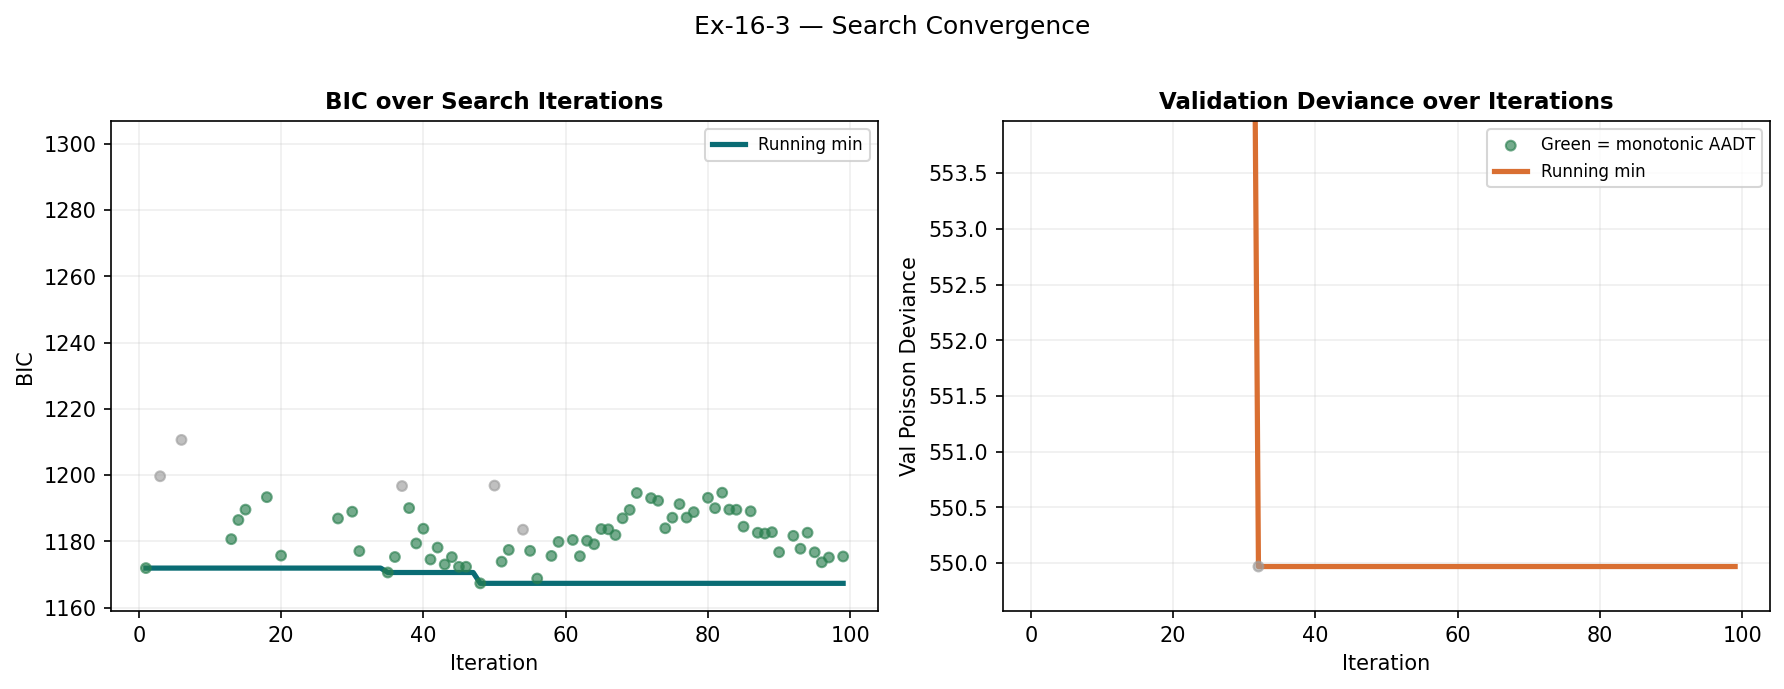 Ex-16-3 — Search Convergence
BIC over Search Iterations
Running min
BIC
1300
1280
1260
1240
1220
1200
1180
1160
0 20 40 60 80 100
Iteration
Validation Deviance over Iterations
Green = monotonic AADT
Running min
Val Poisson Deviance
553.5
553.0
552.5
552.0
551.5
551.0
550.5
550.0
0 20 40 60 80 100
Iteration